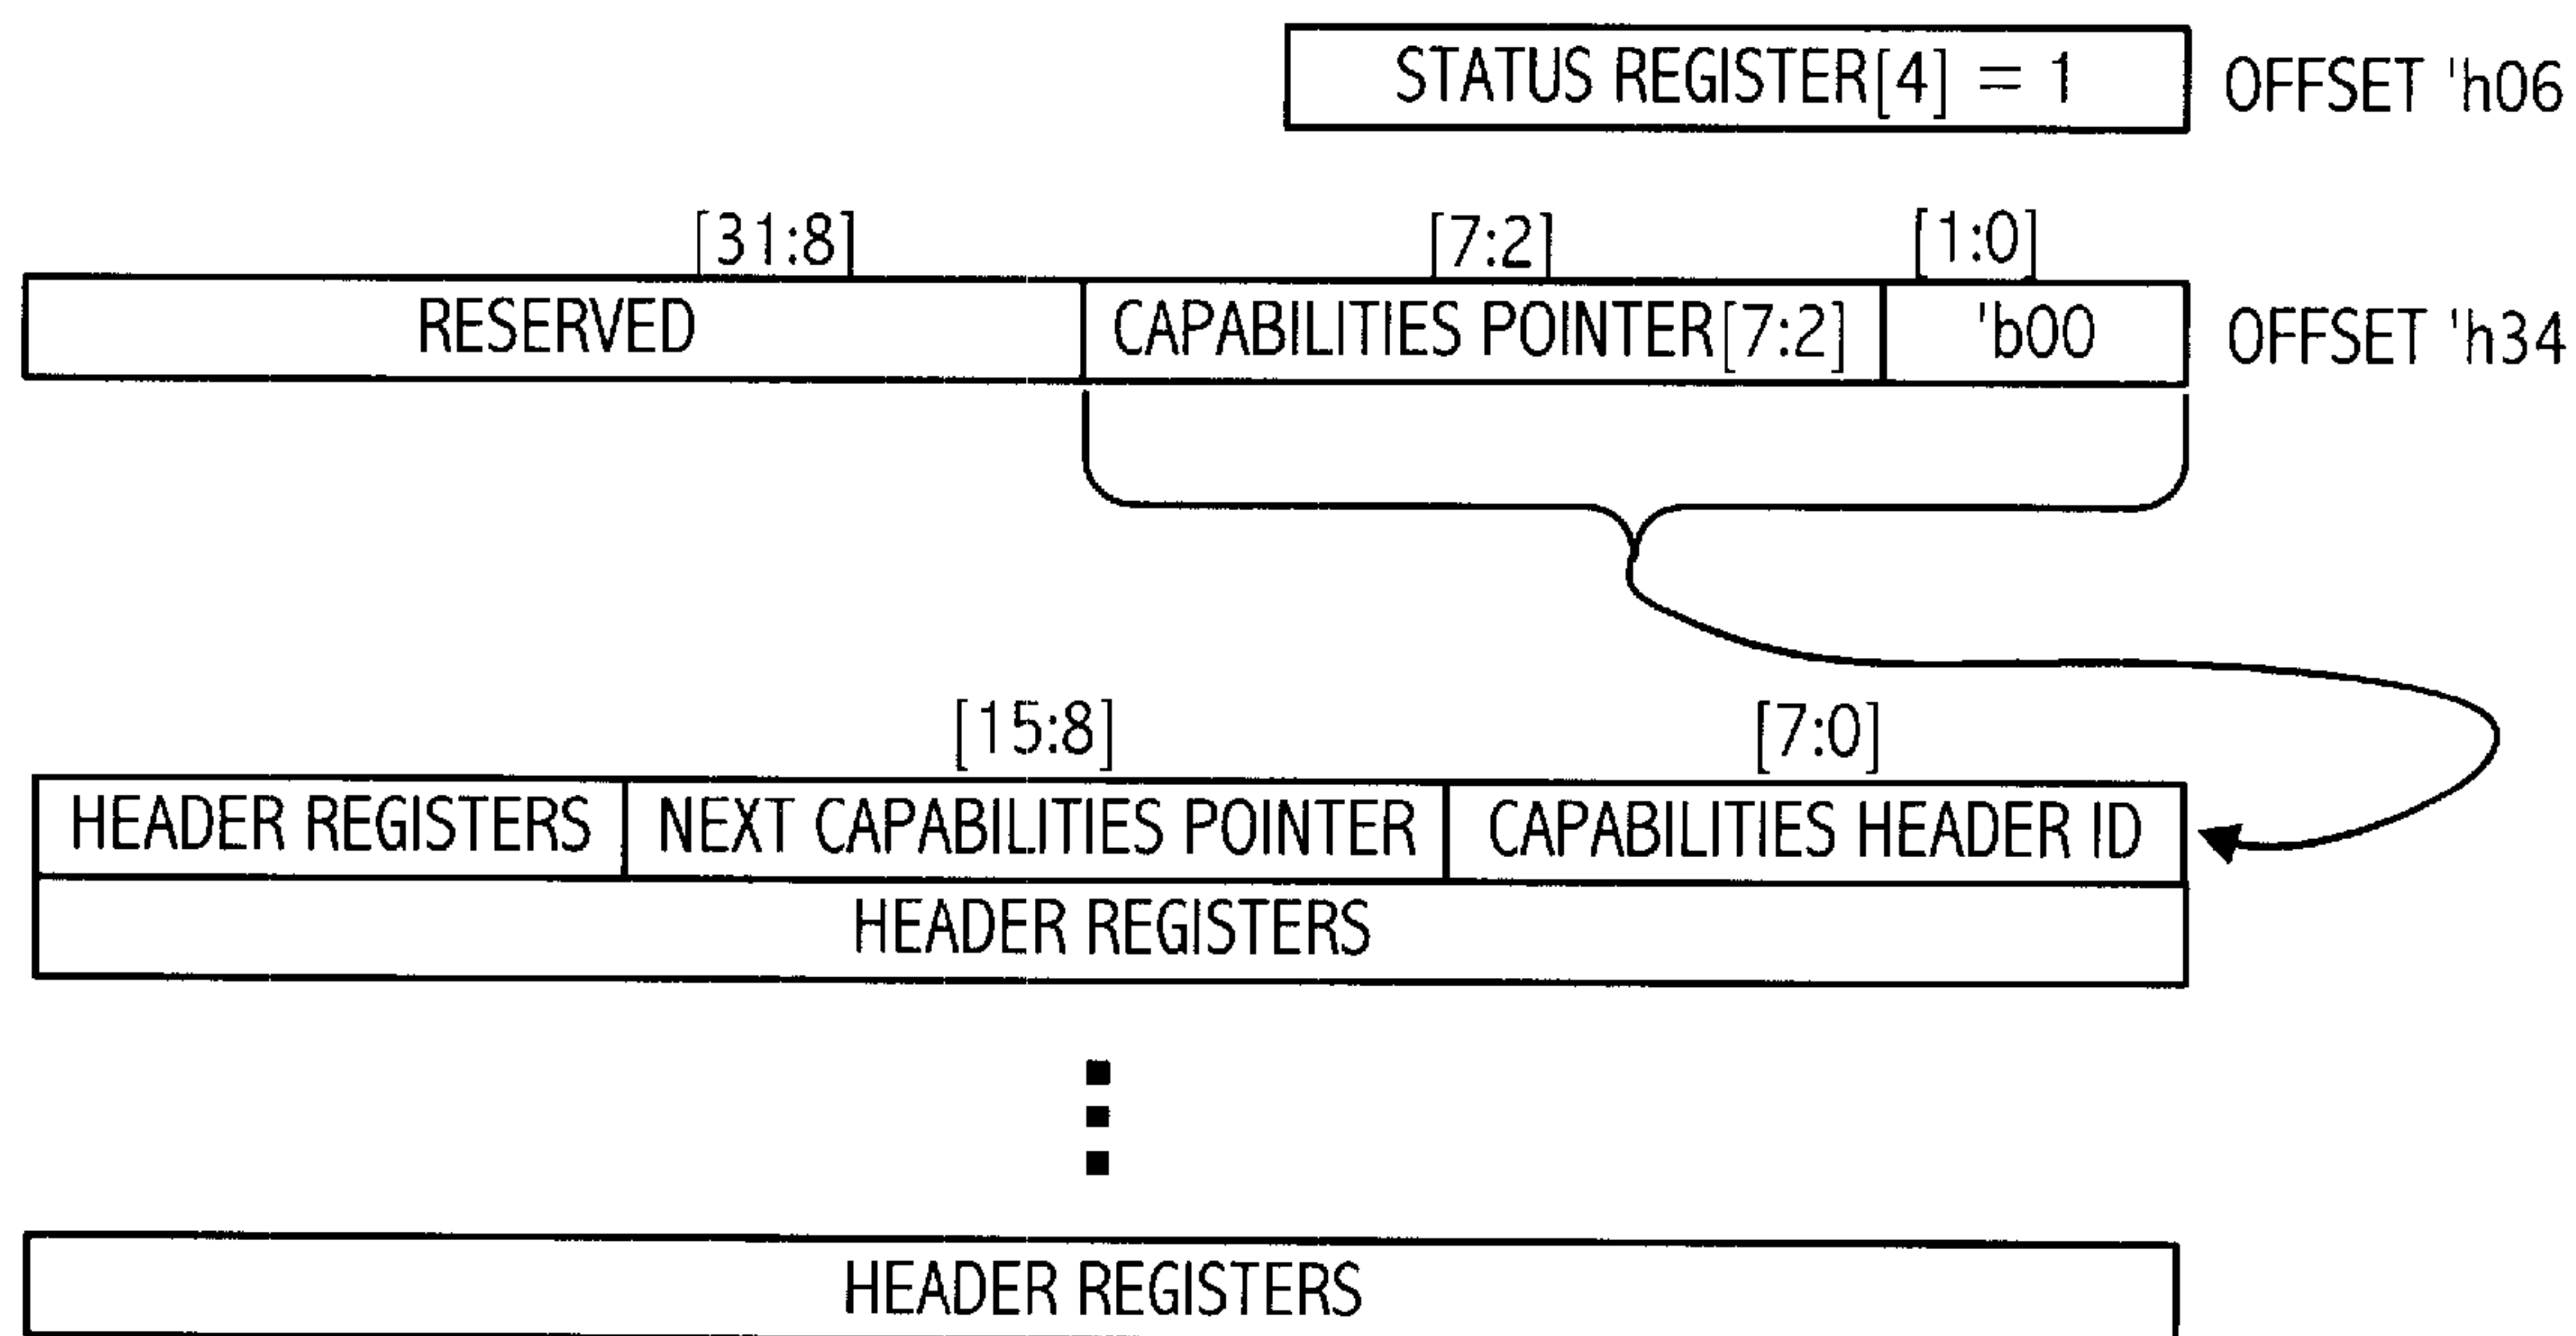 STATUS REGISTER[4] = 1 OFFSET 'h06
[31:8] [7:2] [1:0]
RESERVED CAPABILITIES POINTER[7:2] 'b00 OFFSET 'h34
[15:8] [7:0]
HEADER REGISTERS NEXT CAPABILITIES POINTER CAPABILITIES HEADER ID
HEADER REGISTERS
HEADER REGISTERS